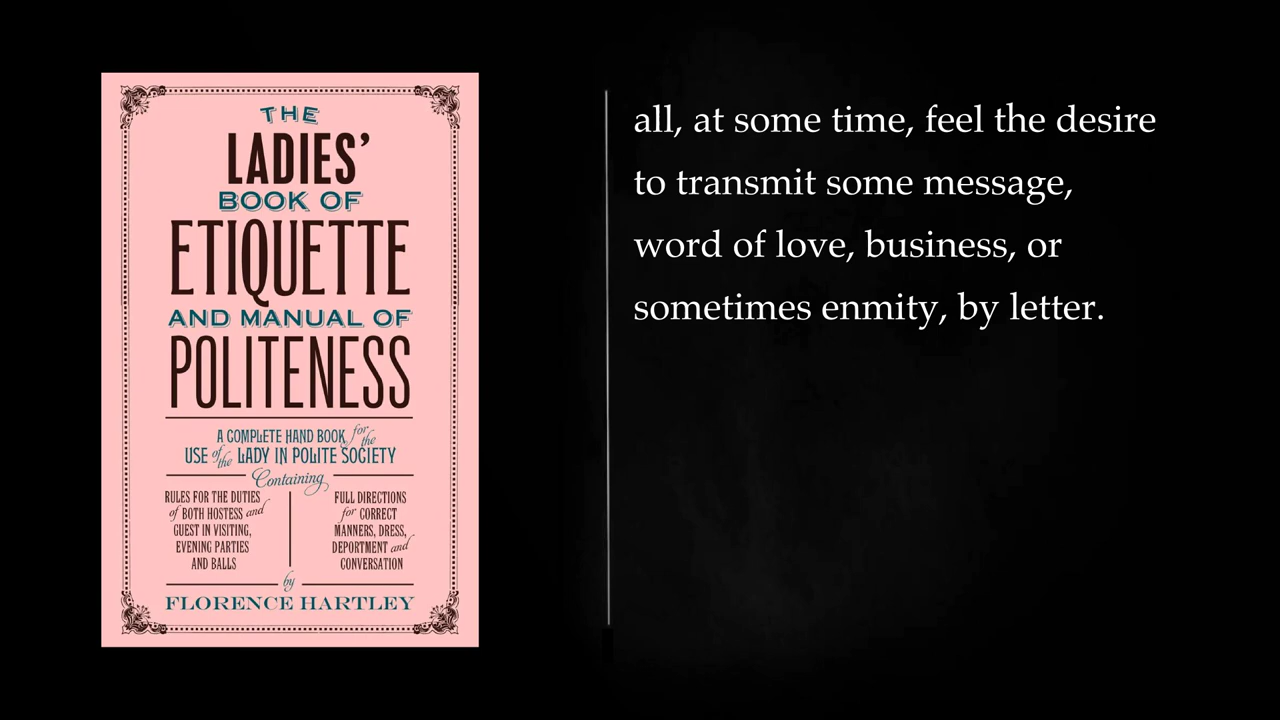 THE
LADIES'
BOOK OF
ETIQUETTE
AND MANUAL OF
POLITENESS
A COMPLETE HAND BOOK for the
USE of the LADY IN POLITE SOCIETY
Containing
RULES FOR THE DUTIES
of BOTH HOSTESS and
GUEST IN VISITING,
EVENING PARTIES
AND BALLS
FULL DIRECTIONS
for CORRECT
MANNERS, DRESS,
DEPORTMENT and
CONVERSATION
by
FLORENCE HARTLEY
all, at some time, feel the desire
to transmit some message,
word of love, business, or
sometimes enmity, by letter.